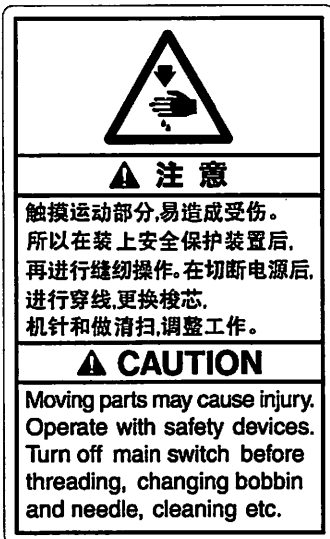 注 意
触摸运动部分,易造成受伤。
所以在装上安全保护装置后,
再进行缝纫操作。在切断电源后,
进行穿线,更换梭芯,
机针和做清扫,调整工作。
CAUTION
Moving parts may cause injury.
Operate with safety devices.
Turn off main switch before
threading, changing bobbin
and needle, cleaning etc.